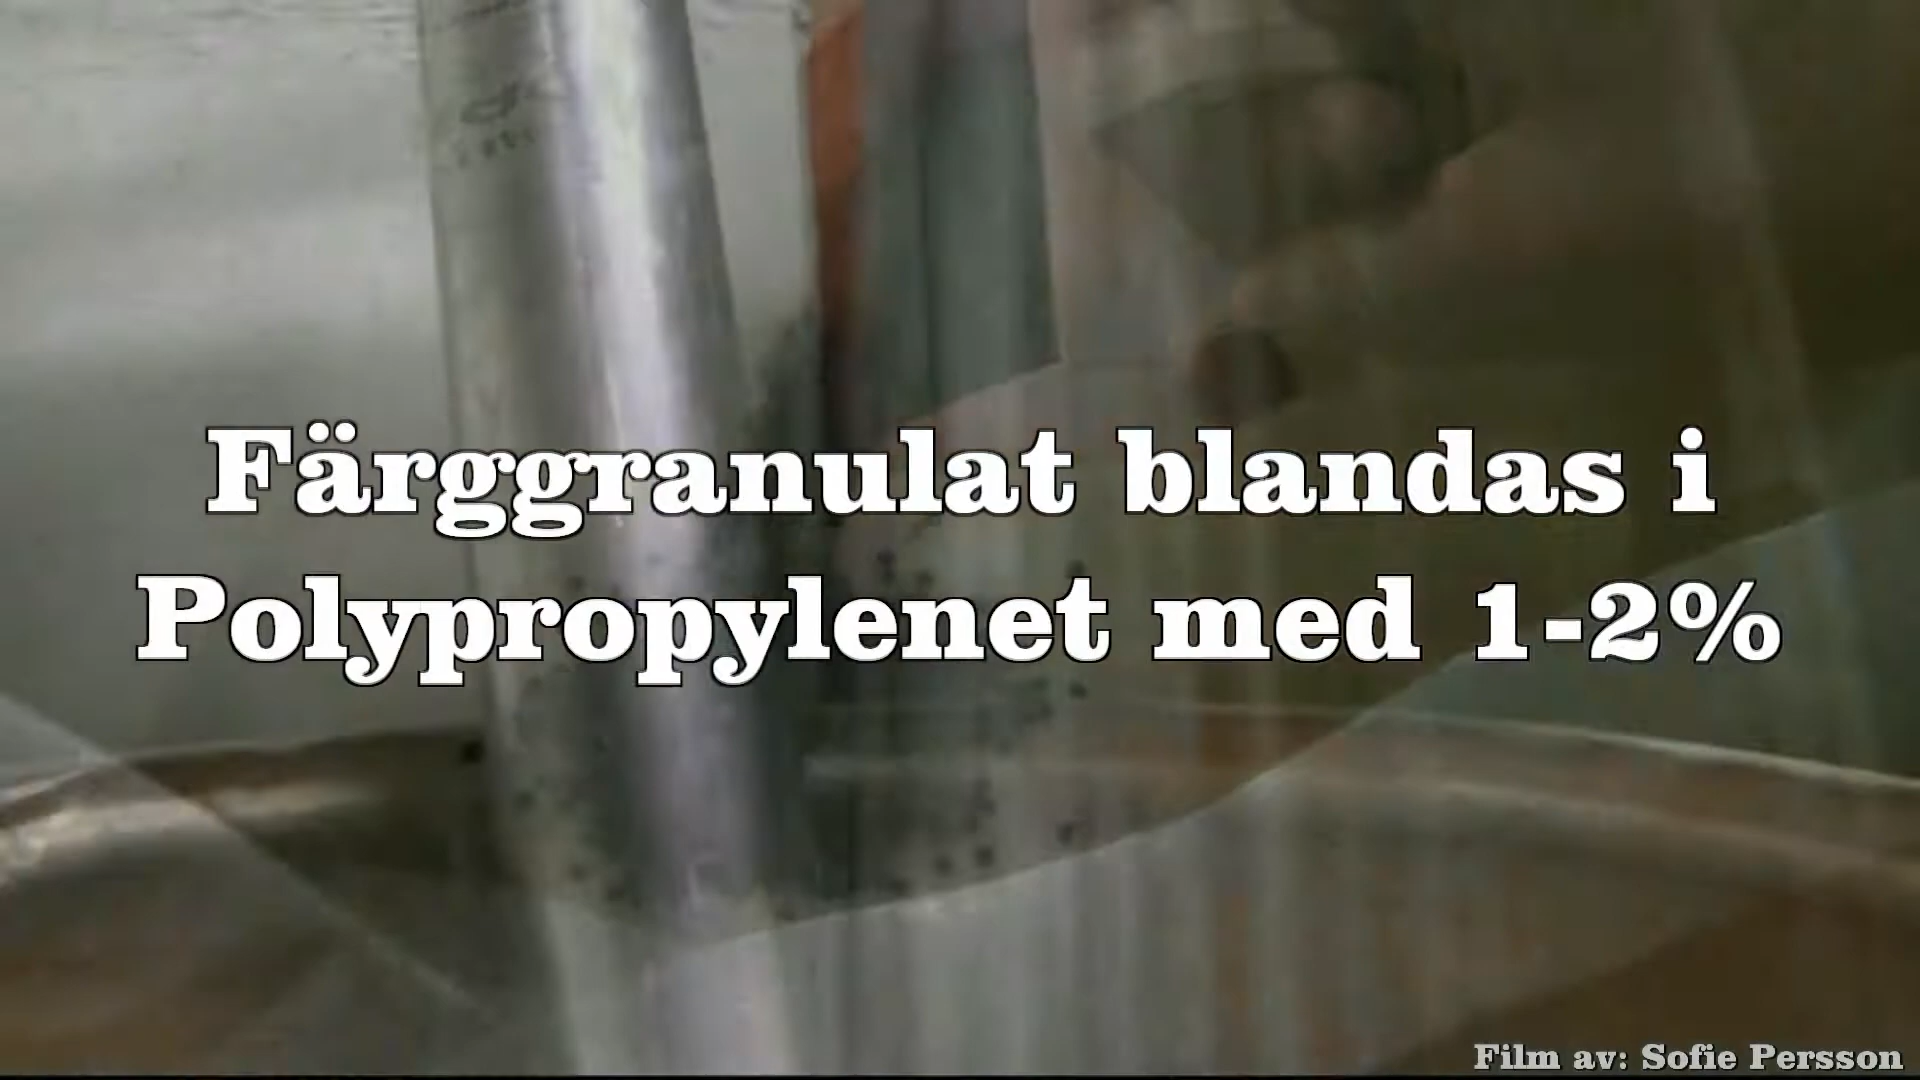 Färggranulat blandas i
Polypropylenet med 1-2%
Film av: Sofie Persson